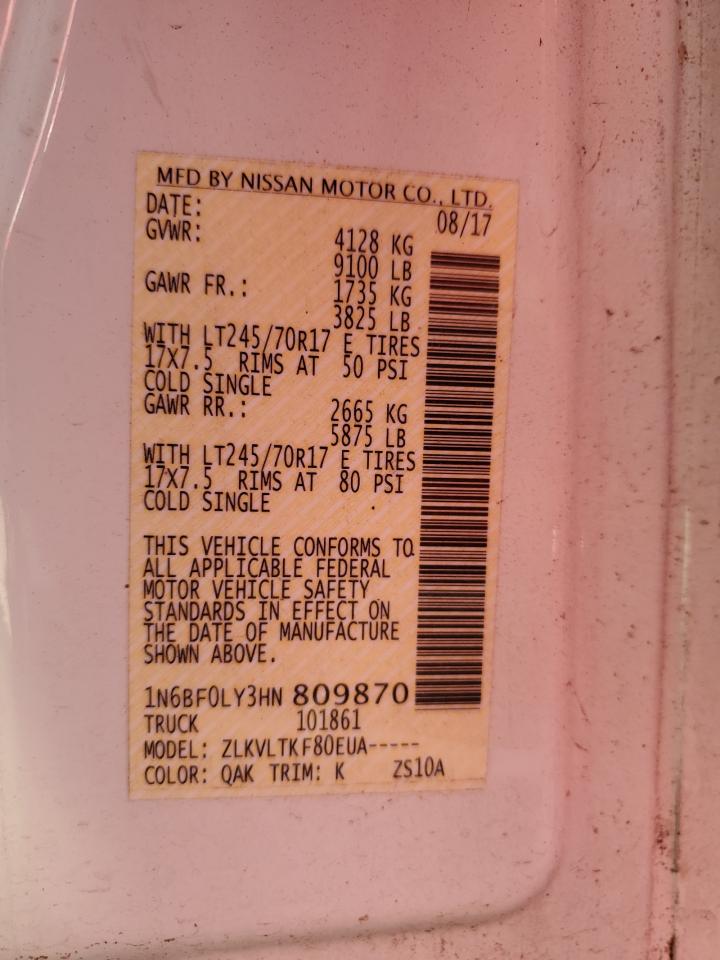 MFD BY NISSAN MOTOR CO., LTD.
DATE: 08/17
GVWR: 4128 KG
9100 LB
GAWR FR.: 1735 KG
3825 LB
WITH LT245/70R17 E TIRES
17X7.5 RIMS AT 50 PSI
COLD SINGLE
GAWR RR.: 2665 KG
5875 LB
WITH LT245/70R17 E TIRES
17X7.5 RIMS AT 80 PSI
COLD SINGLE
THIS VEHICLE CONFORMS TO
ALL APPLICABLE FEDERAL
MOTOR VEHICLE SAFETY
STANDARDS IN EFFECT ON
THE DATE OF MANUFACTURE
SHOWN ABOVE.
1N6BF0LY3HN 809870
TRUCK 101861
MODEL: ZLKVLTKF80EUA-----
COLOR: QAK TRIM: K ZS10A